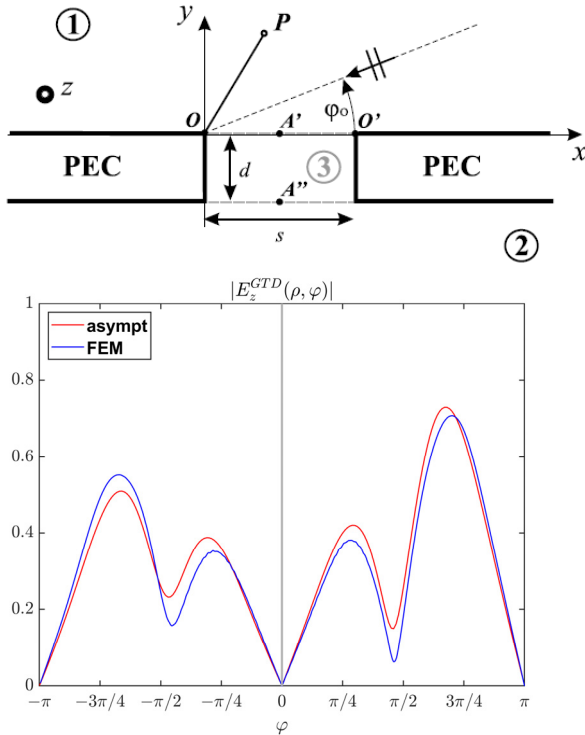 ① y P
z φo
O A' O' x
PEC d ③ PEC
A"
s
②
|E_z^{GTD}(ρ, φ)|
1
asympt
FEM
0.8
0.6
0.4
0.2
0
−π −3π/4 −π/2 −π/4 0 π/4 π/2 3π/4 π
φ